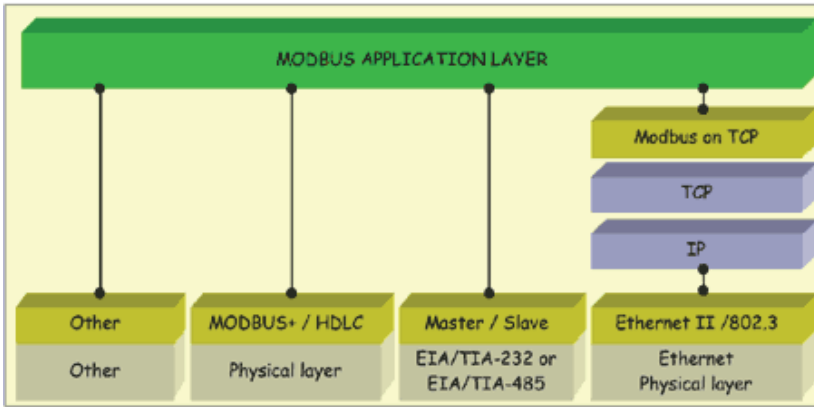 MODBUS APPLICATION LAYER
Modbus on TCP
TCP
IP
Other
MODBUS+ / HDLC
Master / Slave
Ethernet II /802.3
Other
Physical layer
EIA/TIA-232 or
EIA/TIA-485
Ethernet
Physical layer